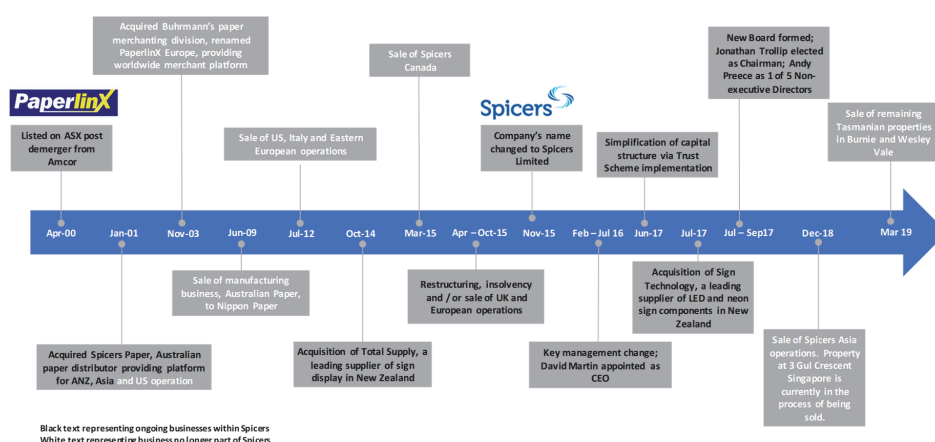 Acquired Buhrmann's paper
merchanting division, renamed
PaperlinX Europe, providing
worldwide merchant platform
New Board formed;
Jonathan Trollip elected
as Chairman; Andy
Preece as 1 of 5 Non-
executive Directors
Sale of Spicers
Canada
PaperlinX
Spicers
Listed on ASX post
demerger from
Amcor
Sale of US, Italy and Eastern
European operations
Company's name
changed to Spicers
Limited
Simplification of capital
structure via Trust
Scheme implementation
Sale of remaining
Tasmanian properties
in Burnie and Wesley
Vale
Apr-00
Jan-01
Nov-03
Jun-09
Jul-12
Oct-14
Mar-15
Apr – Oct-15
Nov-15
Feb – Jul 16
Jun-17
Jul-17
Jul – Sep17
Dec-18
Mar 19
Sale of manufacturing
business, Australian Paper,
to Nippon Paper
Restructuring, insolvency
and / or sale of UK and
European operations
Acquisition of Sign
Technology, a leading
supplier of LED and neon
sign components in New
Zealand
Acquired Spicers Paper, Australian
paper distributor providing platform
for ANZ, Asia and US operation
Acquisition of Total Supply, a
leading supplier of sign
display in New Zealand
Key management change;
David Martin appointed as
CEO
Sale of Spicers Asia
operations. Property
at 3 Gul Crescent
Singapore is
currently in the
process of being
sold.
Black text representing ongoing businesses within Spicers
White text representing business no longer part of Spicers